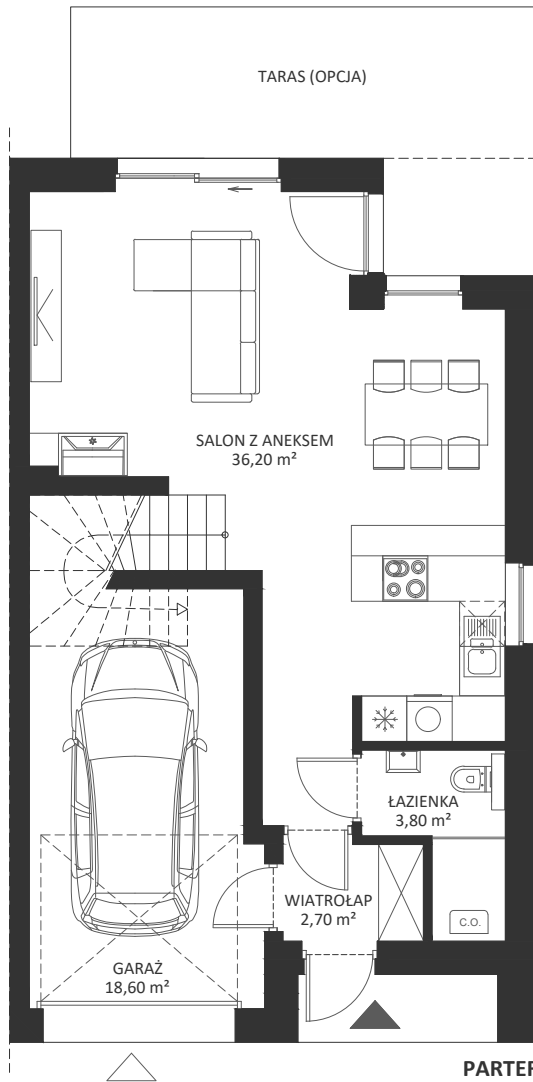 TARAS (OPCJA)
SALON Z ANEKSEM
36,20 m²
ŁAZIENKA
3,80 m²
WIATROŁAP
2,70 m²
C.O.
GARAŻ
18,60 m²
PARTER